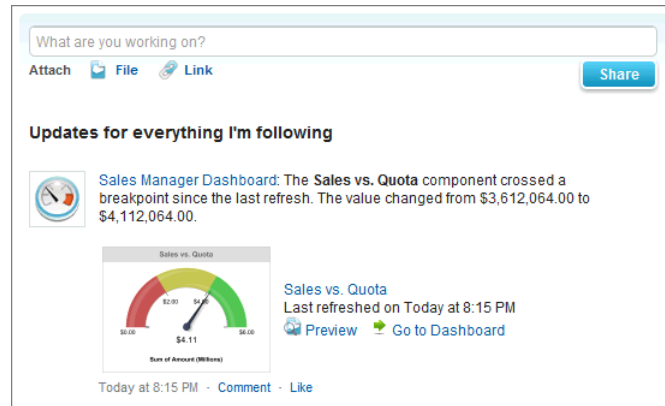 What are you working on?
Attach File Link
Share
Updates for everything I'm following
Sales Manager Dashboard: The Sales vs. Quota component crossed a
breakpoint since the last refresh. The value changed from $3,612,064.00 to
$4,112,064.00.
Sales vs. Quota
$2.00 $4.00
$0.00 $6.00
$4.11
Sum of Amount (Millions)
Sales vs. Quota
Last refreshed on Today at 8:15 PM
Preview Go to Dashboard
Today at 8:15 PM · Comment · Like